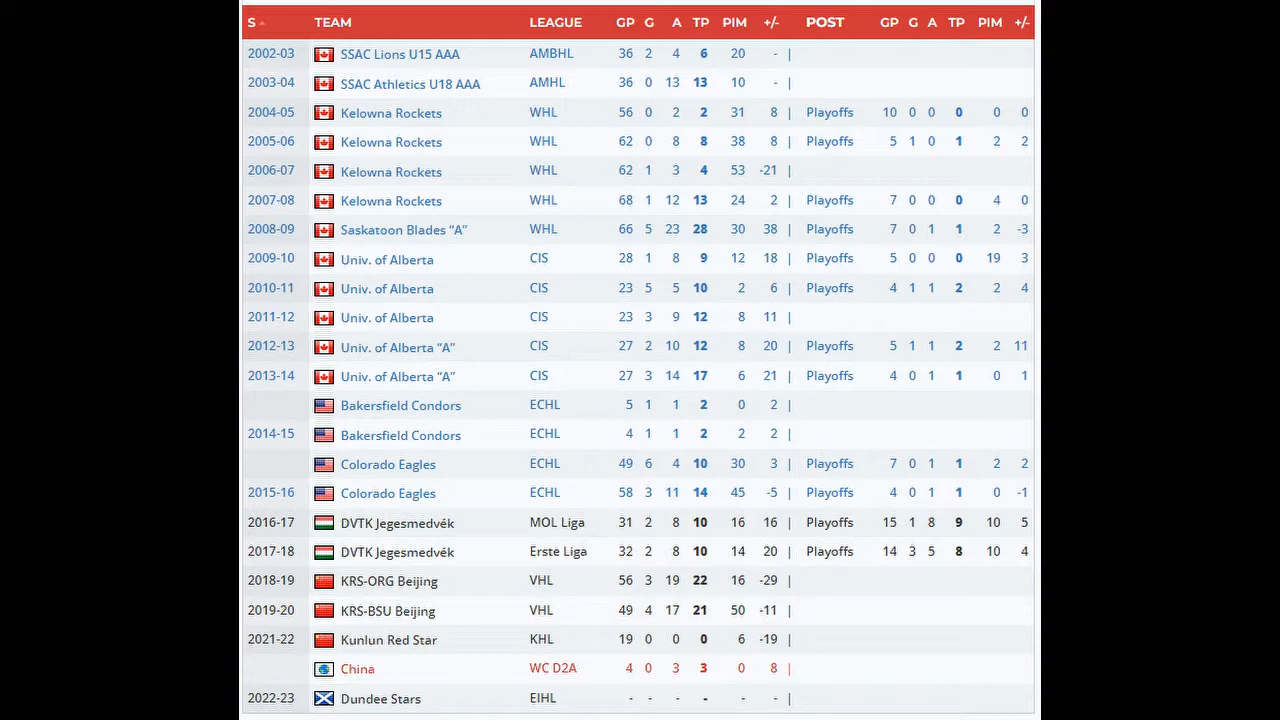 S TEAM LEAGUE GP G A TP PIM +/- POST GP G A TP PIM +/-
2002-03 SSAC Lions U15 AAA AMBHL 36 2 4 6 20 - |
2003-04 SSAC Athletics U18 AAA AMHL 36 0 13 13 10 - |
2004-05 Kelowna Rockets WHL 56 0 2 2 31 8 | Playoffs 10 0 0 0 0 0
2005-06 Kelowna Rockets WHL 62 0 8 8 38 8 | Playoffs 5 1 0 1 2 2
2006-07 Kelowna Rockets WHL 62 1 3 4 53 -21 |
2007-08 Kelowna Rockets WHL 68 1 12 13 24 2 | Playoffs 7 0 0 0 4 0
2008-09 Saskatoon Blades “A” WHL 66 5 23 28 30 38 | Playoffs 7 0 1 1 2 -3
2009-10 Univ. of Alberta CIS 28 1 8 9 12 18 | Playoffs 5 0 0 0 19 3
2010-11 Univ. of Alberta CIS 23 5 5 10 2 6 | Playoffs 4 1 1 2 2 4
2011-12 Univ. of Alberta CIS 23 3 9 12 8 11 |
2012-13 Univ. of Alberta “A” CIS 27 2 10 12 8 20 | Playoffs 5 1 1 2 2 11
2013-14 Univ. of Alberta “A” CIS 27 3 14 17 6 21 | Playoffs 4 0 1 1 0 1
Bakersfield Condors ECHL 5 1 1 2 0 2 |
2014-15 Bakersfield Condors ECHL 4 1 1 2 2 2 |
Colorado Eagles ECHL 49 6 4 10 30 3 | Playoffs 7 0 1 1 2 2
2015-16 Colorado Eagles ECHL 58 3 11 14 45 -5 | Playoffs 4 0 1 1 0 -1
2016-17 DVTK Jegesmedvék MOL Liga 31 2 8 10 16 16 | Playoffs 15 1 8 9 10 5
2017-18 DVTK Jegesmedvék Erste Liga 32 2 8 10 14 20 | Playoffs 14 3 5 8 10 4
2018-19 KRS-ORG Beijing VHL 56 3 19 22 16 -29 |
2019-20 KRS-BSU Beijing VHL 49 4 17 21 50 -11 |
2021-22 Kunlun Red Star KHL 19 0 0 0 6 -19 |
China WC D2A 4 0 3 3 0 8 |
2022-23 Dundee Stars EIHL - - - - - - |